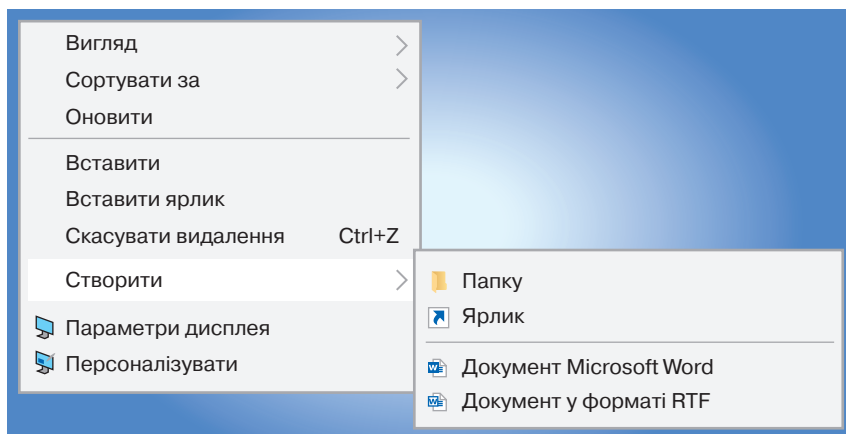 Вигляд
Сортувати за
Оновити
Вставити
Вставити ярлик
Скасувати видалення Ctrl+Z
Створити
Параметри дисплея
Персоналізувати
Папку
Ярлик
Документ Microsoft Word
Документ у форматі RTF